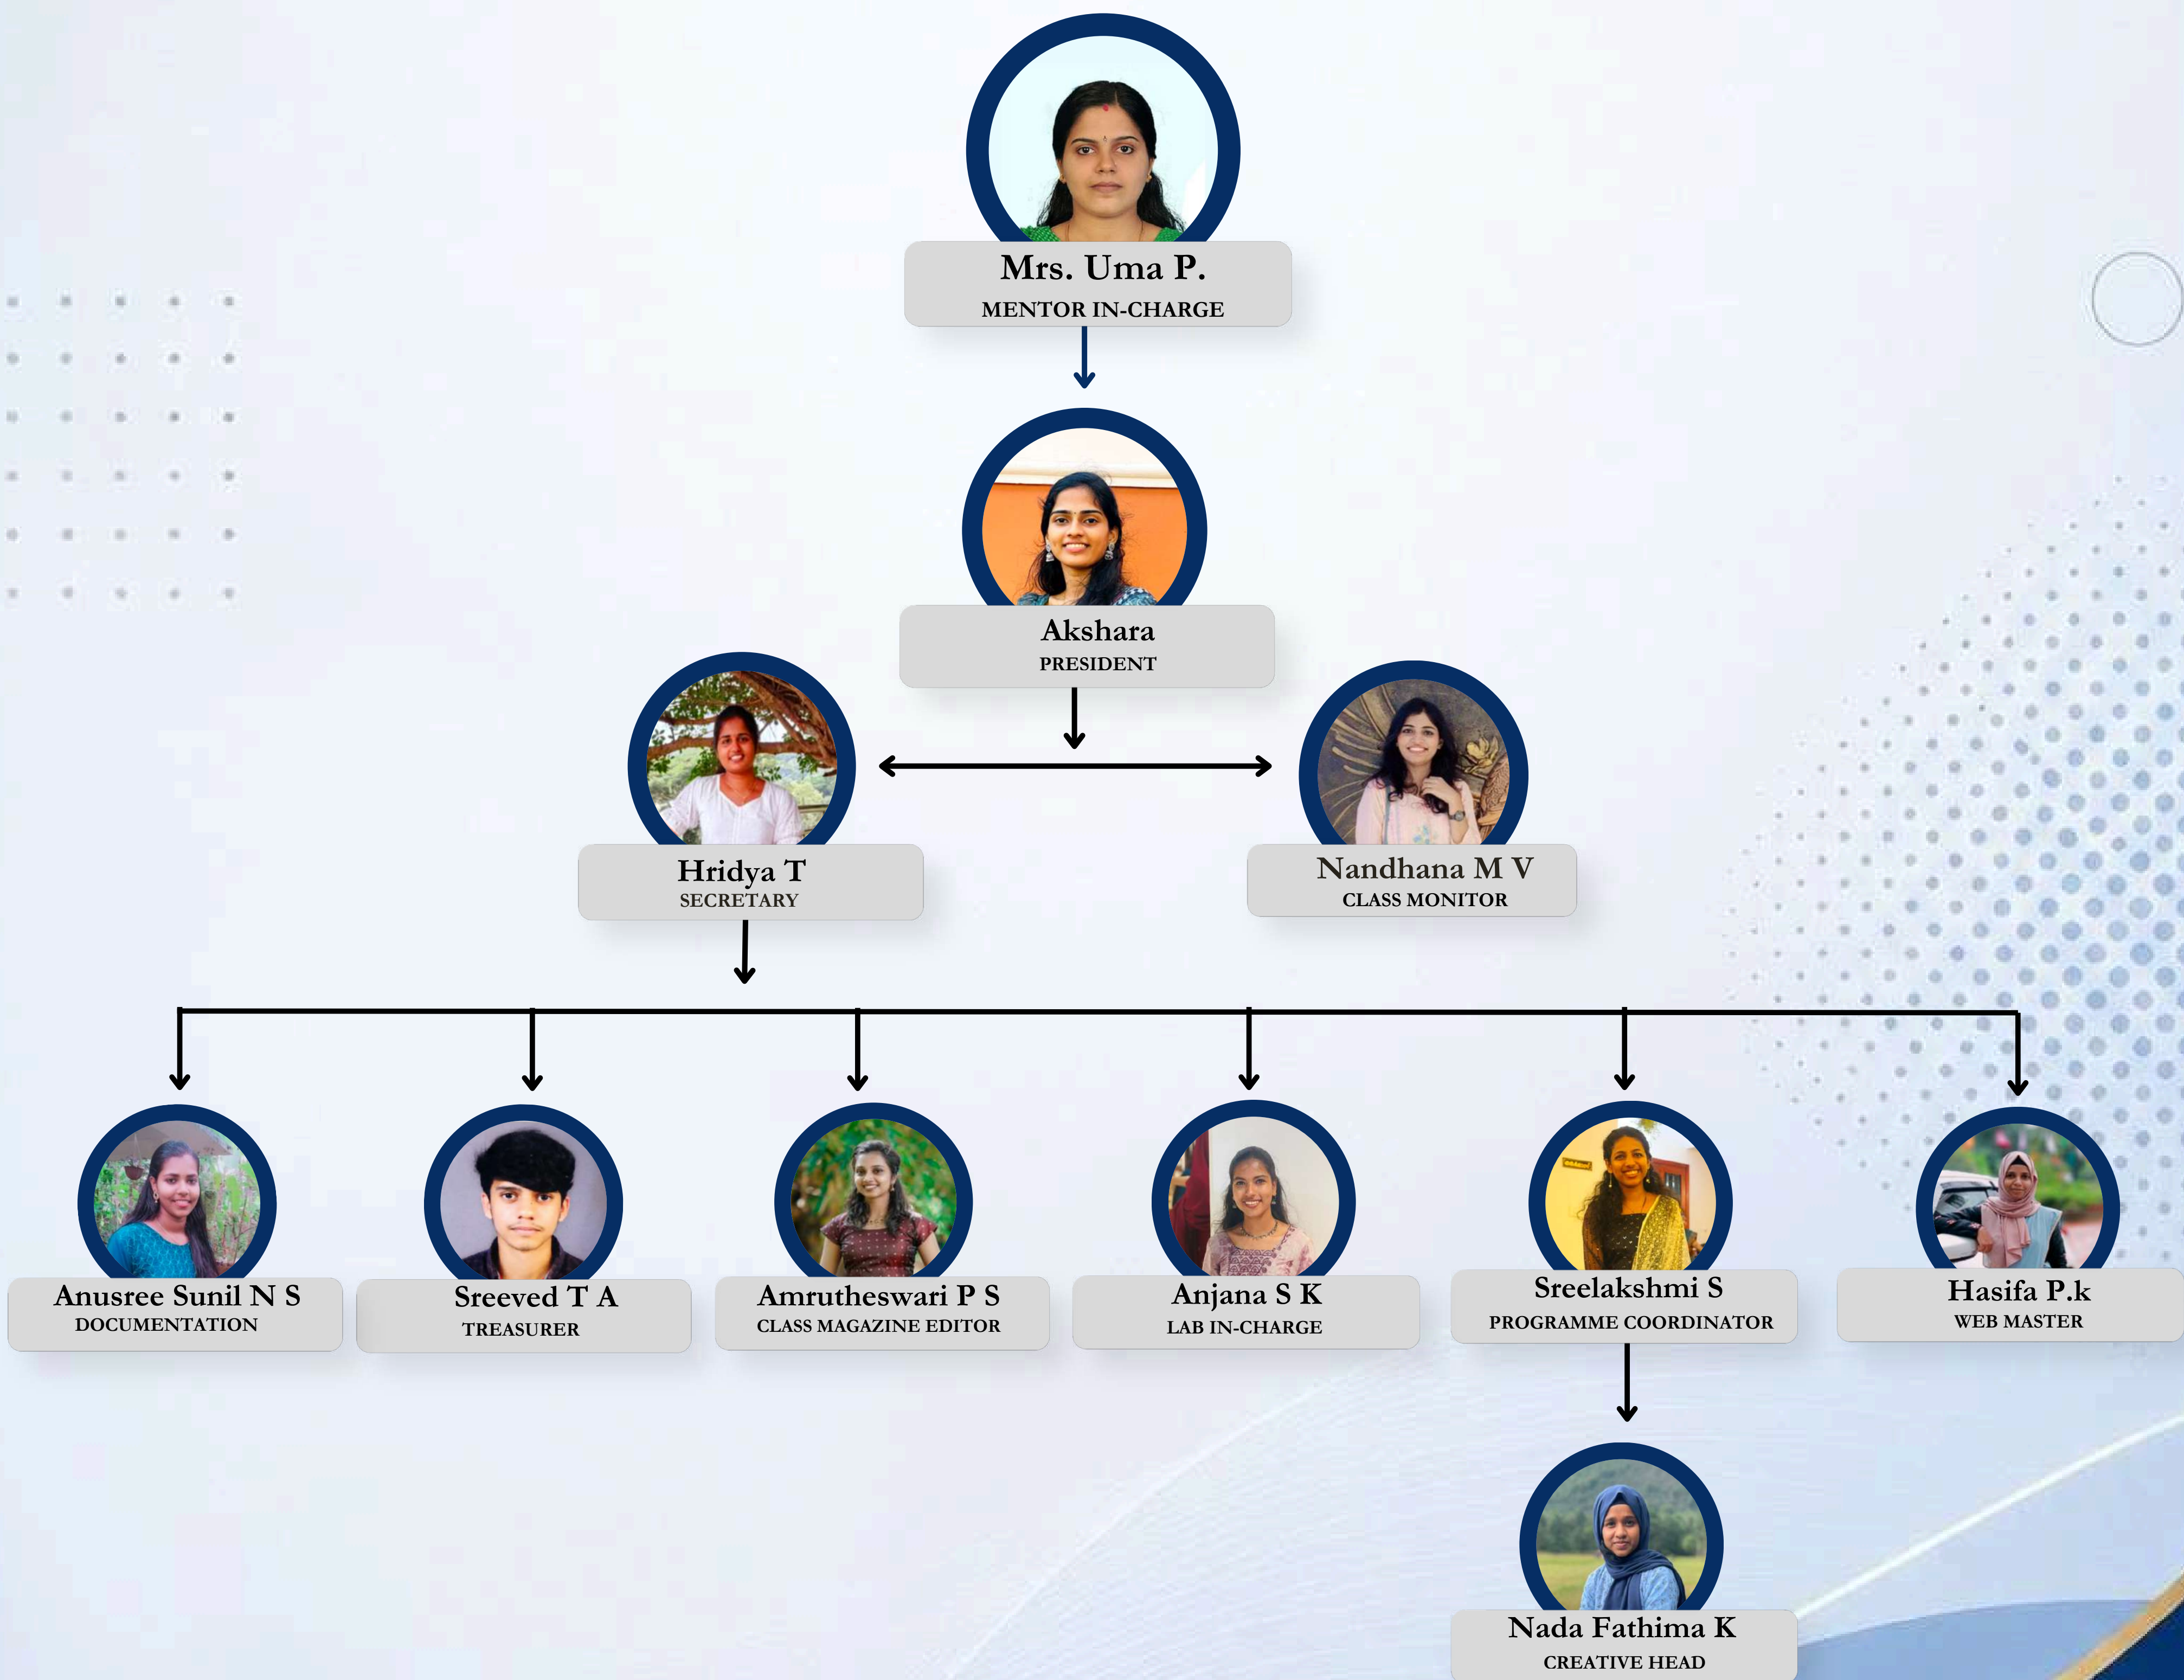 Mrs. Uma P.
MENTOR IN-CHARGE
Akshara
PRESIDENT
Hridya T
SECRETARY
Nandhana M V
CLASS MONITOR
Anusree Sunil N S
DOCUMENTATION
Sreeved T A
TREASURER
Amrutheswari P S
CLASS MAGAZINE EDITOR
Anjana S K
LAB IN-CHARGE
Sreelakshmi S
PROGRAMME COORDINATOR
Hasifa P.k
WEB MASTER
Nada Fathima K
CREATIVE HEAD